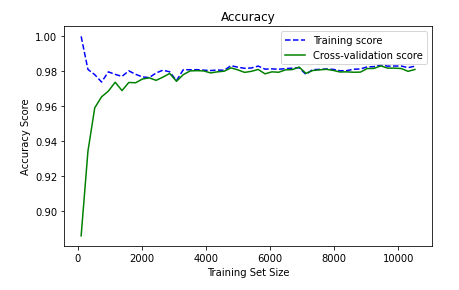 Accuracy
Training score
Cross-validation score
1.00
0.98
0.96
0.94
0.92
0.90
Accuracy Score
0 2000 4000 6000 8000 10000
Training Set Size